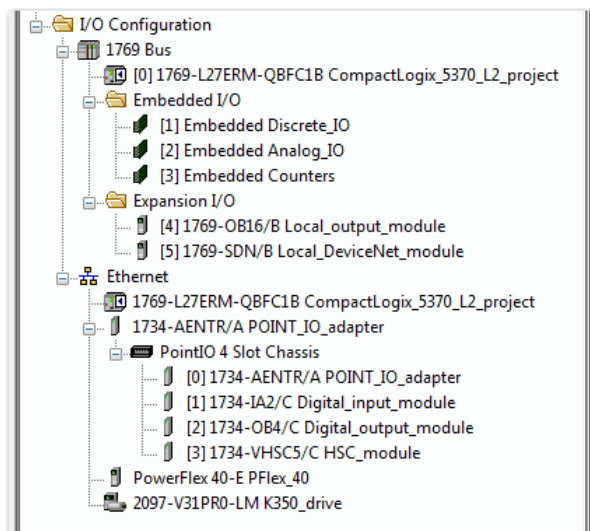 I/O Configuration
1769 Bus
[0] 1769-L27ERM-QBFC1B CompactLogix_5370_L2_project
Embedded I/O
[1] Embedded Discrete_IO
[2] Embedded Analog_IO
[3] Embedded Counters
Expansion I/O
[4] 1769-OB16/B Local_output_module
[5] 1769-SDN/B Local_DeviceNet_module
Ethernet
1769-L27ERM-QBFC1B CompactLogix_5370_L2_project
1734-AENTR/A POINT_IO_adapter
PointIO 4 Slot Chassis
[0] 1734-AENTR/A POINT_IO_adapter
[1] 1734-IA2/C Digital_input_module
[2] 1734-OB4/C Digital_output_module
[3] 1734-VHSC5/C HSC_module
PowerFlex 40-E PFlex_40
2097-V31PR0-LM K350_drive